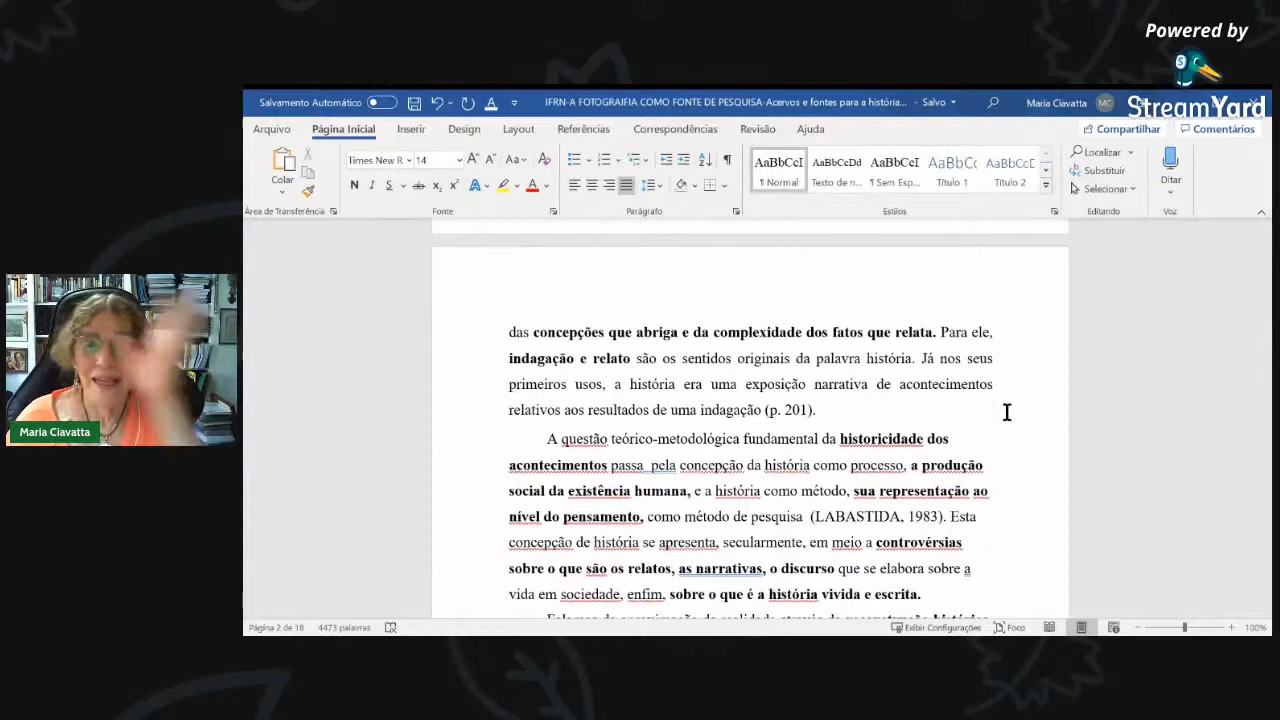 Powered by
StreamYard
Salvamento Automático
IFRN-A FOTOGRAIFIA COMO FONTE DE PESQUISA-Acervos e fontes para a história... - Salvo
Maria Ciavatta
MC
Arquivo Página Inicial Inserir Design Layout Referências Correspondências Revisão Ajuda
Compartilhar Comentários
Colar
Times New R 14
AaBbCcI AaBbCcDd AaBbCcI AaBbCc AaBbCcD
¶ Normal Texto de n... ¶ Sem Esp... Título 1 Título 2
Localizar
Substituir
Selecionar
Ditar
Área de Transferência Fonte Parágrafo Estilos Editando Voz
das concepções que abriga e da complexidade dos fatos que relata. Para ele,
indagação e relato são os sentidos originais da palavra história. Já nos seus
primeiros usos, a história era uma exposição narrativa de acontecimentos
relativos aos resultados de uma indagação (p. 201).
A questão teórico-metodológica fundamental da historicidade dos
acontecimentos passa pela concepção da história como processo, a produção
social da existência humana, e a história como método, sua representação ao
nível do pensamento, como método de pesquisa (LABASTIDA, 1983). Esta
concepção de história se apresenta, secularmente, em meio a controvérsias
sobre o que são os relatos, as narrativas, o discurso que se elabora sobre a
vida em sociedade, enfim, sobre o que é a história vivida e escrita.
Maria Ciavatta
Página 2 de 18 4473 palavras
Exibir Configurações Foco
100%